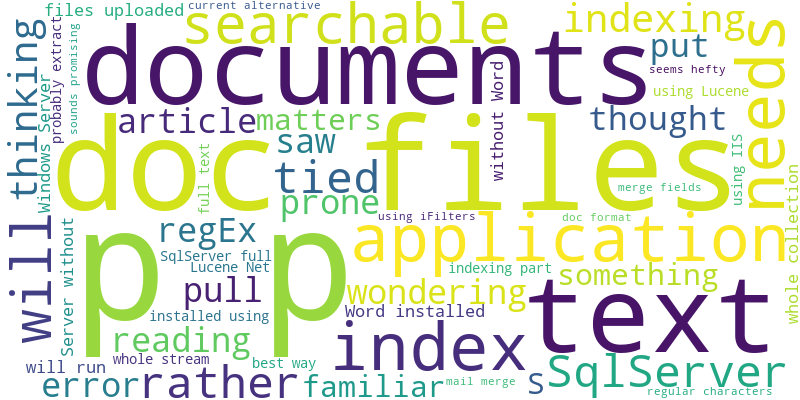 files uploaded
current alternative
searchable
indexing
documents
put
seems hefty
using Lucene
thinking
Windows Server
probably extract
sounds promising
article
matters
without Word
thought
needs
doc files
saw
tied
full text
prone
merge fields
using IIS
whole collection
using iFilters
doc format
p p
regEx
application
SqlServer full
Lucene Net
indexing part
something
will
Server without
pull
wondering
text
installed using
Word installed
reading
index
whole stream
best way
will run
error
rather
familiar
mail merge
S
SqlServer
regular characters